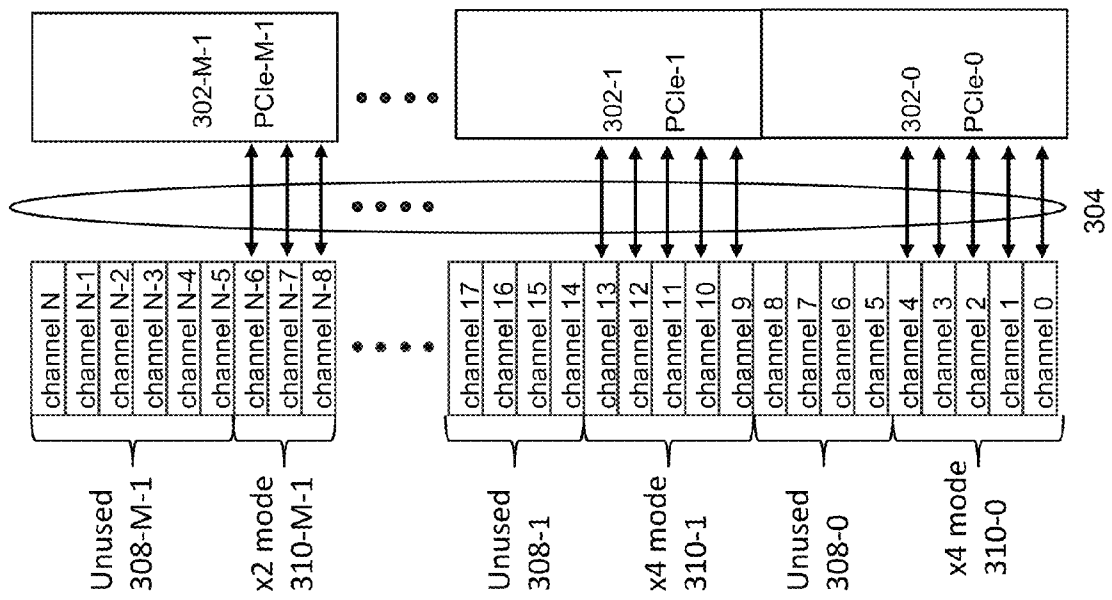 Unused
308-M-1
x2 mode
310-M-1
Unused
308-1
x4 mode
310-1
Unused
308-0
x4 mode
310-0
channel N
channel N-1
channel N-2
channel N-3
channel N-4
channel N-5
channel N-6
channel N-7
channel N-8
channel 17
channel 16
channel 15
channel 14
channel 13
channel 12
channel 11
channel 10
channel 9
channel 8
channel 7
channel 6
channel 5
channel 4
channel 3
channel 2
channel 1
channel 0
304
302-M-1
PCIe-M-1
302-1
PCIe-1
302-0
PCIe-0